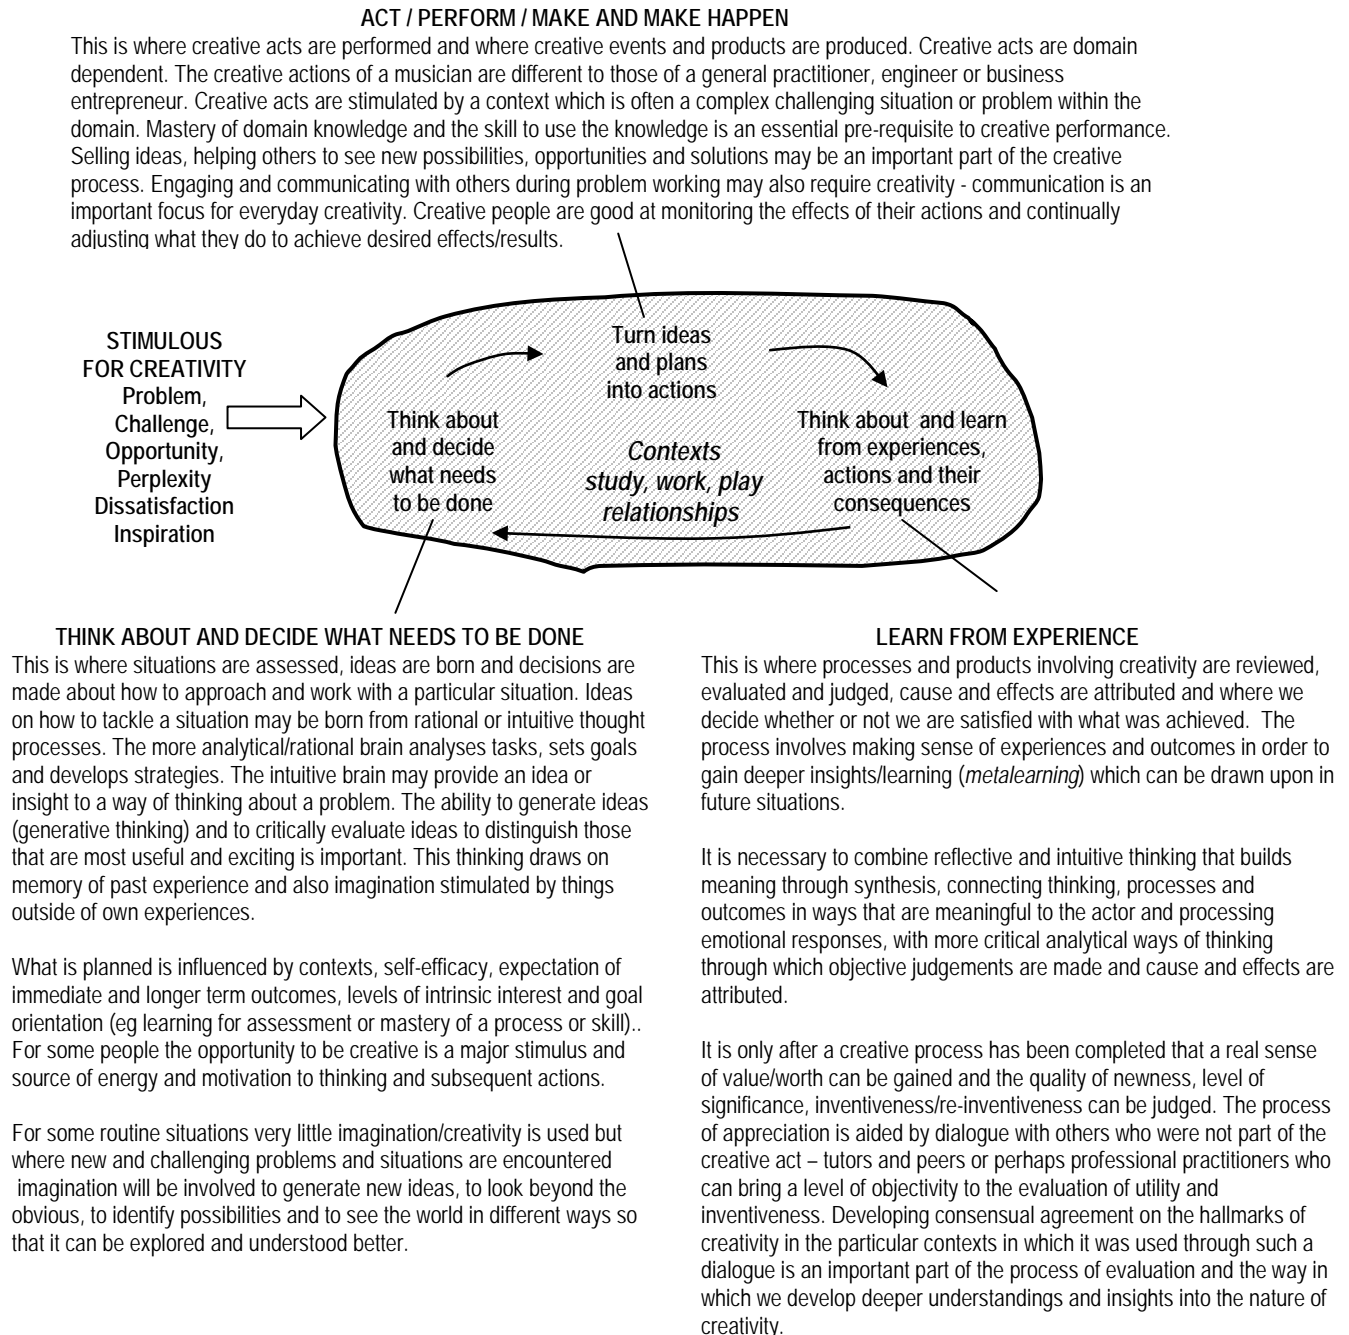 ACT / PERFORM / MAKE AND MAKE HAPPEN
This is where creative acts are performed and where creative events and products are produced. Creative acts are domain
dependent. The creative actions of a musician are different to those of a general practitioner, engineer or business
entrepreneur. Creative acts are stimulated by a context which is often a complex challenging situation or problem within the
domain. Mastery of domain knowledge and the skill to use the knowledge is an essential pre-requisite to creative performance.
Selling ideas, helping others to see new possibilities, opportunities and solutions may be an important part of the creative
process. Engaging and communicating with others during problem working may also require creativity - communication is an
important focus for everyday creativity. Creative people are good at monitoring the effects of their actions and continually
adjusting what they do to achieve desired effects/results.
STIMULOUS
FOR CREATIVITY
Problem,
Challenge,
Opportunity,
Perplexity
Dissatisfaction
Inspiration
Think about
and decide
what needs
to be done
Turn ideas
and plans
into actions
Contexts
study, work, play
relationships
Think about and learn
from experiences,
actions and their
consequences
THINK ABOUT AND DECIDE WHAT NEEDS TO BE DONE
This is where situations are assessed, ideas are born and decisions are
made about how to approach and work with a particular situation. Ideas
on how to tackle a situation may be born from rational or intuitive thought
processes. The more analytical/rational brain analyses tasks, sets goals
and develops strategies. The intuitive brain may provide an idea or
insight to a way of thinking about a problem. The ability to generate ideas
(generative thinking) and to critically evaluate ideas to distinguish those
that are most useful and exciting is important. This thinking draws on
memory of past experience and also imagination stimulated by things
outside of own experiences.
What is planned is influenced by contexts, self-efficacy, expectation of
immediate and longer term outcomes, levels of intrinsic interest and goal
orientation (eg learning for assessment or mastery of a process or skill)..
For some people the opportunity to be creative is a major stimulus and
source of energy and motivation to thinking and subsequent actions.
For some routine situations very little imagination/creativity is used but
where new and challenging problems and situations are encountered
imagination will be involved to generate new ideas, to look beyond the
obvious, to identify possibilities and to see the world in different ways so
that it can be explored and understood better.
LEARN FROM EXPERIENCE
This is where processes and products involving creativity are reviewed,
evaluated and judged, cause and effects are attributed and where we
decide whether or not we are satisfied with what was achieved. The
process involves making sense of experiences and outcomes in order to
gain deeper insights/learning (metalearning) which can be drawn upon in
future situations.
It is necessary to combine reflective and intuitive thinking that builds
meaning through synthesis, connecting thinking, processes and
outcomes in ways that are meaningful to the actor and processing
emotional responses, with more critical analytical ways of thinking
through which objective judgements are made and cause and effects are
attributed.
It is only after a creative process has been completed that a real sense
of value/worth can be gained and the quality of newness, level of
significance, inventiveness/re-inventiveness can be judged. The process
of appreciation is aided by dialogue with others who were not part of the
creative act – tutors and peers or perhaps professional practitioners who
can bring a level of objectivity to the evaluation of utility and
inventiveness. Developing consensual agreement on the hallmarks of
creativity in the particular contexts in which it was used through such a
dialogue is an important part of the process of evaluation and the way in
which we develop deeper understandings and insights into the nature of
creativity.